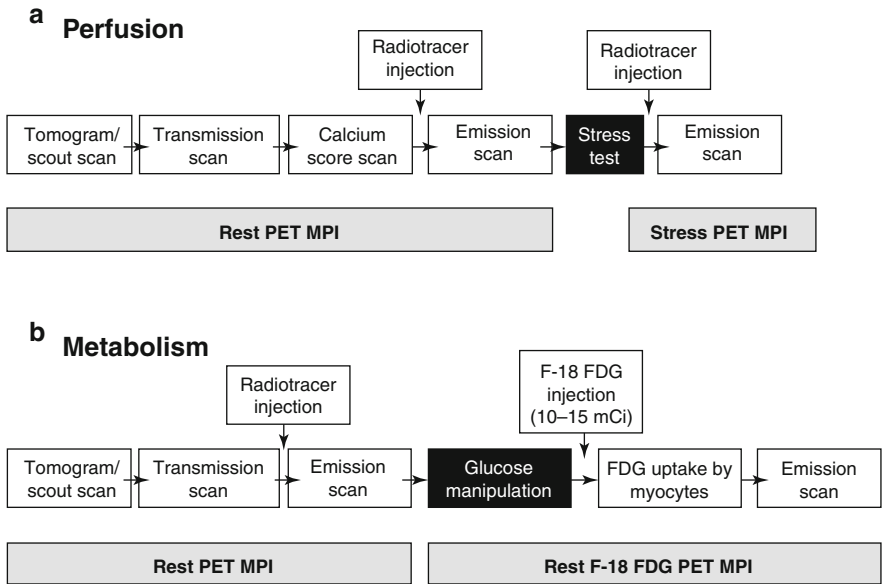 a Perfusion
Radiotracer
injection
Radiotracer
injection
Tomogram/
scout scan
Transmission
scan
Calcium
score scan
Emission
scan
Stress
test
Emission
scan
Rest PET MPI
Stress PET MPI
b Metabolism
Radiotracer
injection
F-18 FDG
injection
(10–15 mCi)
Tomogram/
scout scan
Transmission
scan
Emission
scan
Glucose
manipulation
FDG uptake by
myocytes
Emission
scan
Rest PET MPI
Rest F-18 FDG PET MPI